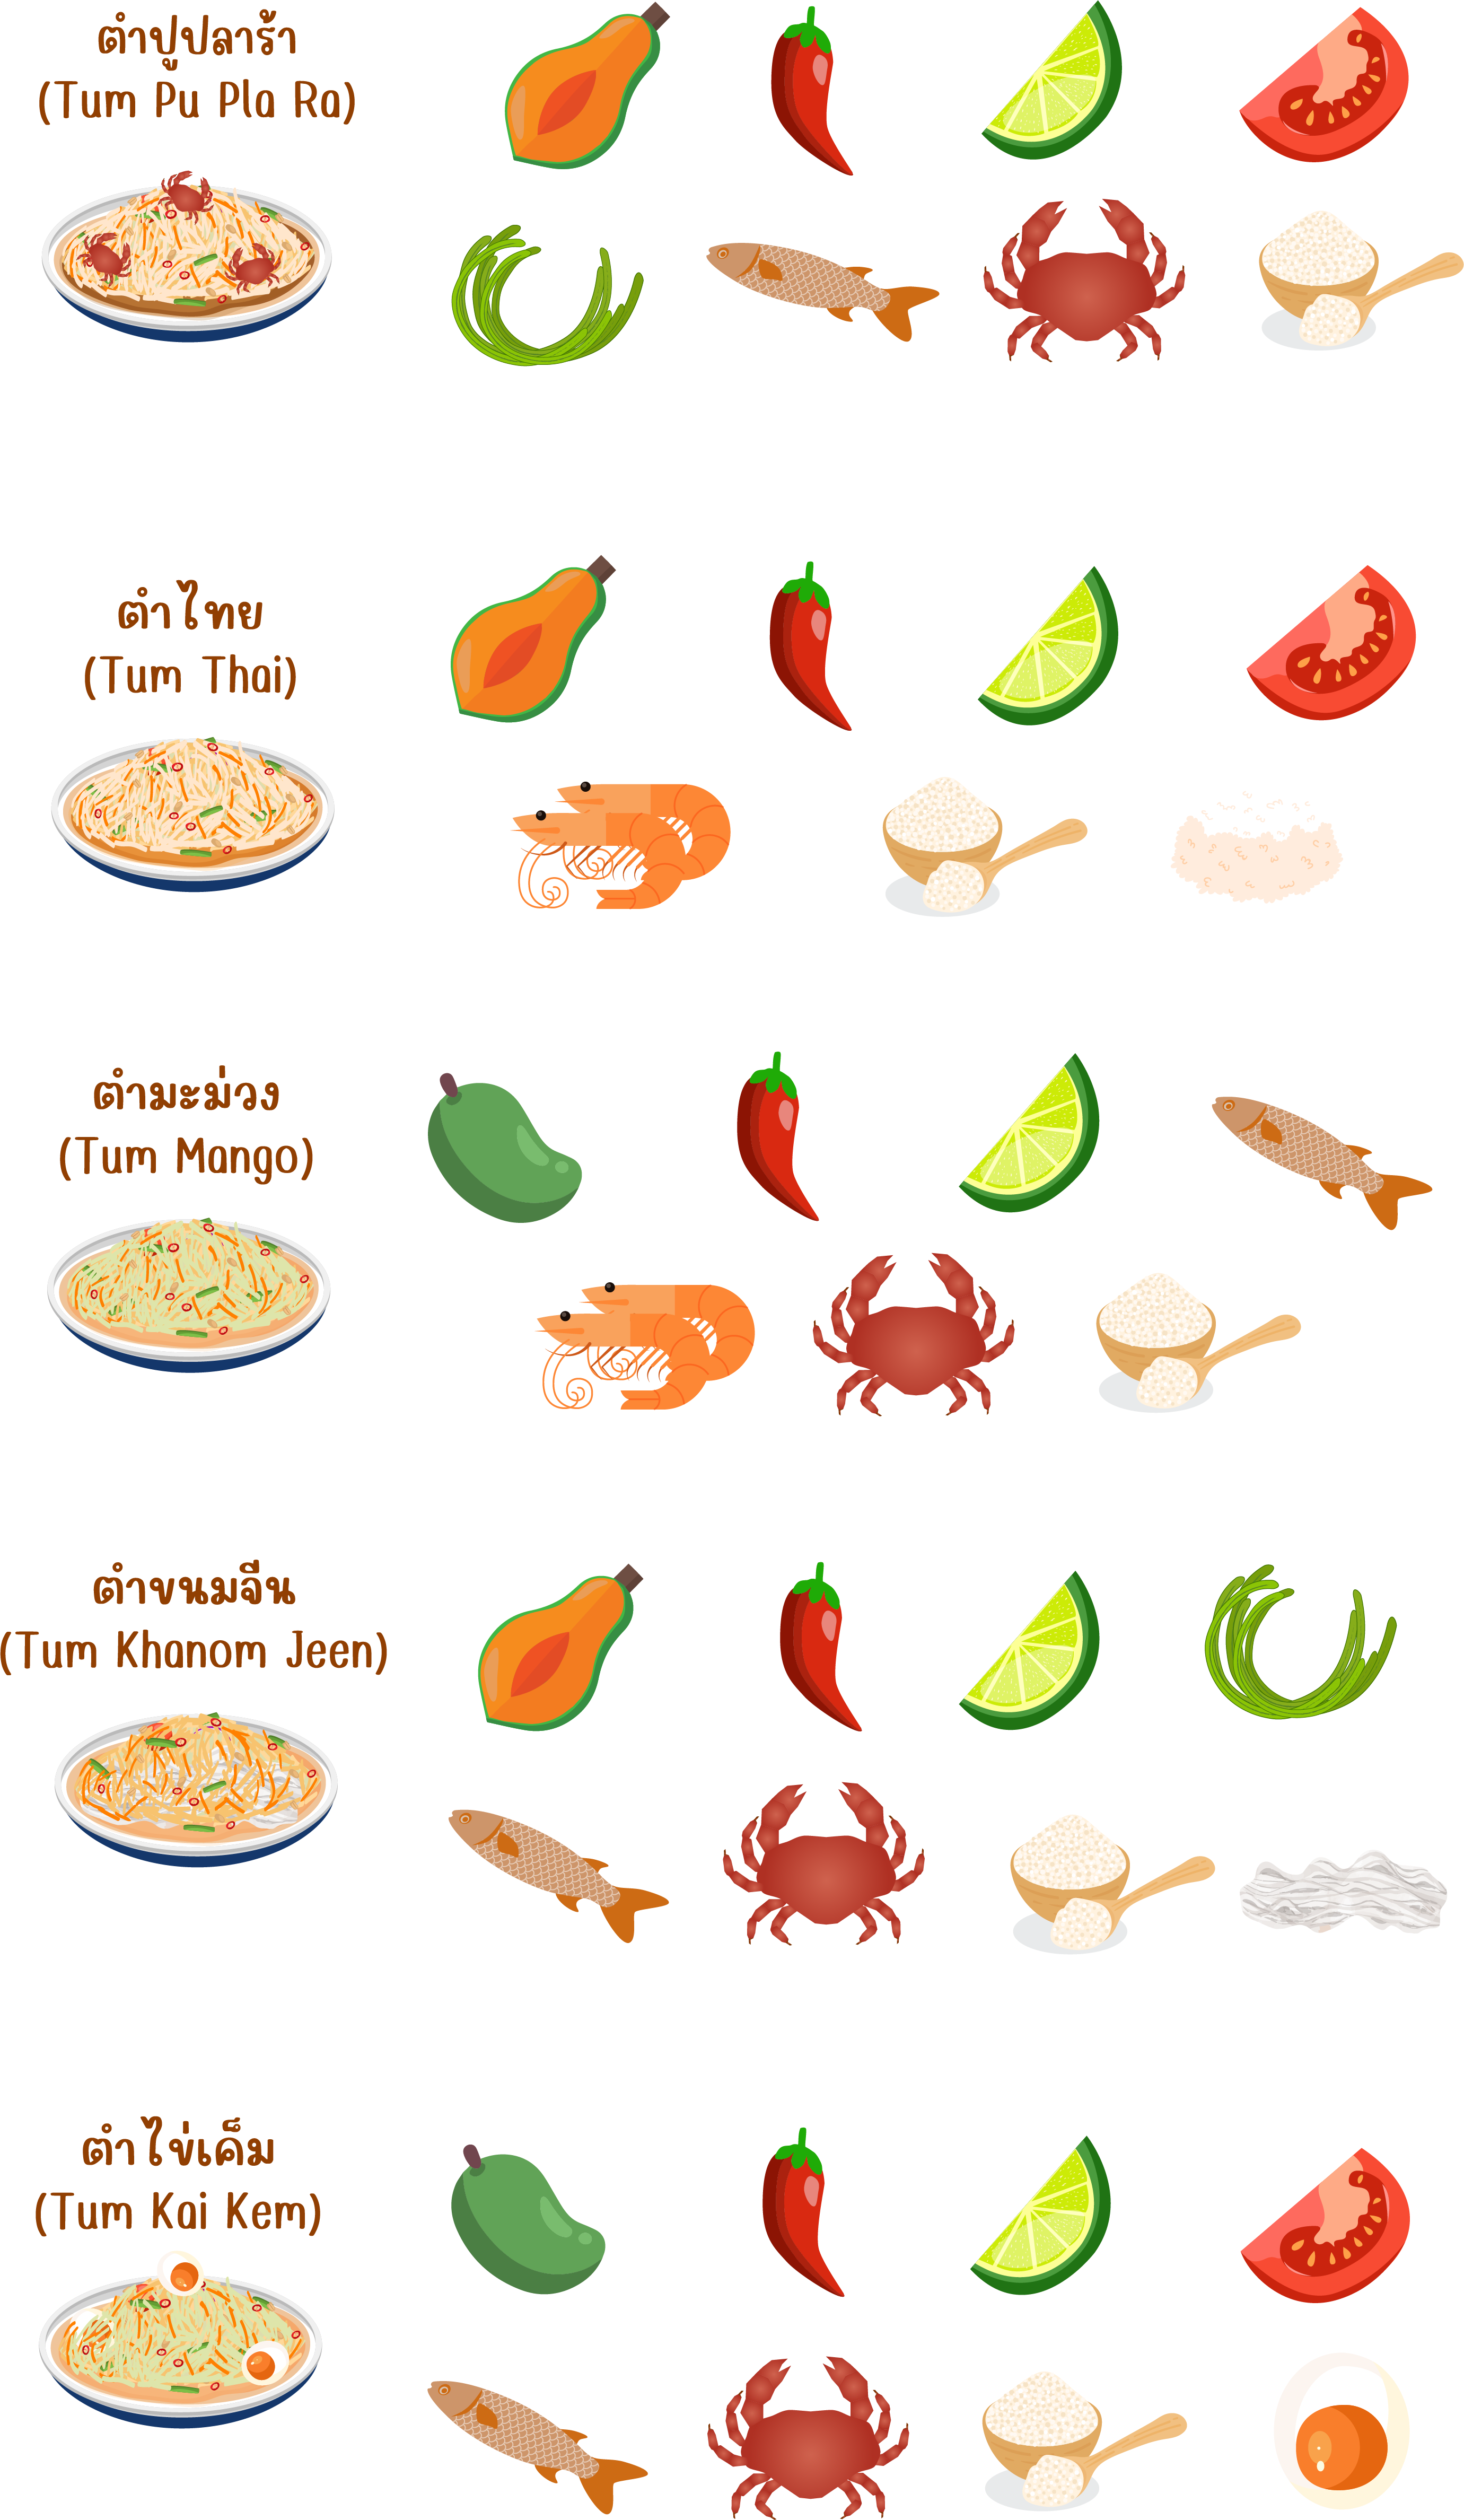 ตำปูปลาร้า
(Tum Pu Pla Ra)
ตำไทย
(Tum Thai)
ตำมะม่วง
(Tum Mango)
ตำขนมจีน
(Tum Khanom Jeen)
ตำไข่เค็ม
(Tum Kai Kem)